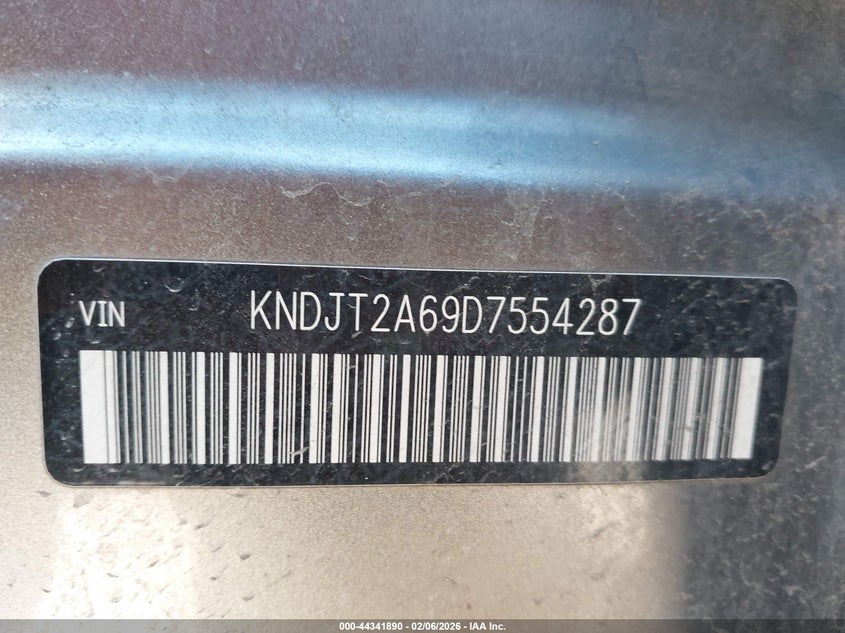 VIN KNDJT2A69D7554287
000-44341890 - 02/06/2026 - IAA Inc.